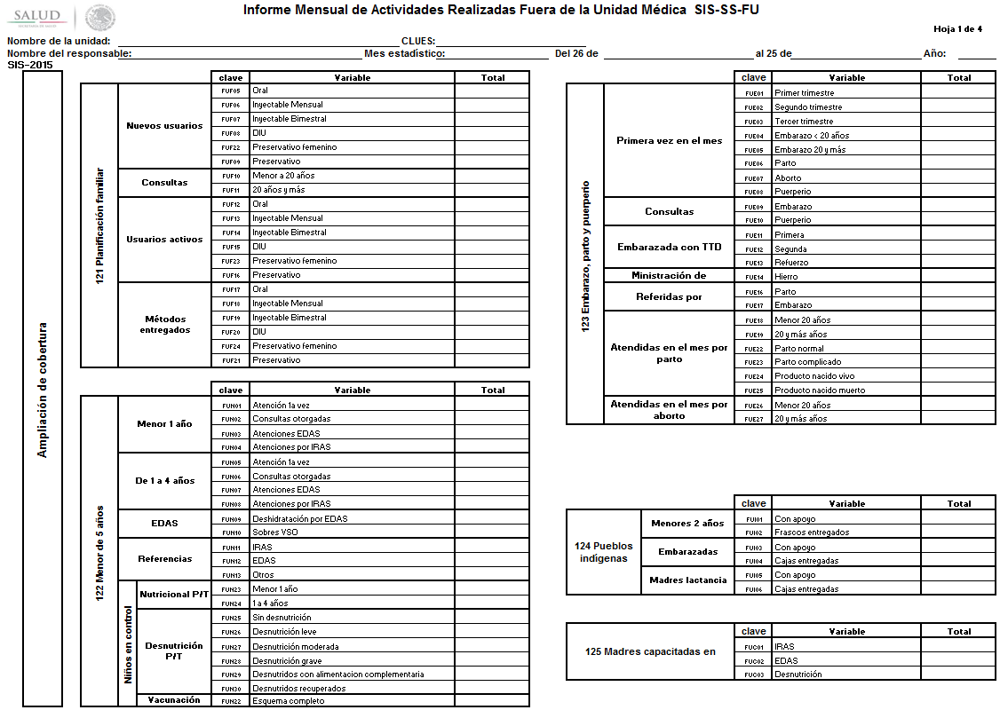 SALUD
SECRETARÍA DE SALUD
Informe Mensual de Actividades Realizadas Fuera de la Unidad Médica SIS-SS-FU
Hoja 1 de 4
Nombre de la unidad: CLUES:
Nombre del responsable: Mes estadístico: Del 26 de al 25 de Año:
SIS-2015
Ampliación de cobertura
clave Variable Total
121 Planificación familiar
Nuevos usuarios
FUF05 Oral
FUF06 Inyectable Mensual
FUF07 Inyectable Bimestral
FUF08 DIU
FUF22 Preservativo femenino
FUF09 Preservativo
Consultas
FUF10 Menor a 20 años
FUF11 20 años y más
Usuarios activos
FUF12 Oral
FUF13 Inyectable Mensual
FUF14 Inyectable Bimestral
FUF15 DIU
FUF23 Preservativo femenino
FUF16 Preservativo
Métodos
entregados
FUF17 Oral
FUF18 Inyectable Mensual
FUF19 Inyectable Bimestral
FUF20 DIU
FUF24 Preservativo femenino
FUF21 Preservativo
clave Variable Total
122 Menor de 5 años
Menor 1 año
FUN01 Atención 1a vez
FUN02 Consultas otorgadas
FUN03 Atenciones EDAS
FUN04 Atenciones por IRAS
De 1 a 4 años
FUN05 Atención 1a vez
FUN06 Consultas otorgadas
FUN07 Atenciones EDAS
FUN08 Atenciones por IRAS
EDAS
FUN09 Deshidratación por EDAS
FUN10 Sobres VSO
Referencias
FUN11 IRAS
FUN12 EDAS
FUN13 Otros
Niños en control
Nutricional P/T
FUN23 Menor 1 año
FUN24 1 a 4 años
Desnutrición
P/T
FUN25 Sin desnutrición
FUN26 Desnutrición leve
FUN27 Desnutrición moderada
FUN28 Desnutrición grave
FUN29 Desnutridos con alimentacion complementaria
FUN30 Desnutridos recuperados
Vacunación
FUN22 Esquema completo
clave Variable Total
123 Embarazo, parto y puerperio
Primera vez en el mes
FUE01 Primer trimestre
FUE02 Segundo trimestre
FUE03 Tercer trimestre
FUE04 Embarazo < 20 años
FUE05 Embarazo 20 y más
FUE06 Parto
FUE07 Aborto
FUE08 Puerperio
Consultas
FUE09 Embarazo
FUE10 Puerperio
Embarazada con TTD
FUE11 Primera
FUE12 Segunda
FUE13 Refuerzo
Ministración de
FUE14 Hierro
Referidas por
FUE16 Parto
FUE17 Embarazo
Atendidas en el mes por
parto
FUE18 Menor 20 años
FUE19 20 y más años
FUE22 Parto normal
FUE23 Parto complicado
FUE24 Producto nacido vivo
FUE25 Producto nacido muerto
Atendidas en el mes por
aborto
FUE26 Menor 20 años
FUE27 20 y más años
clave Variable Total
124 Pueblos
indígenas
Menores 2 años
FUI01 Con apoyo
FUI02 Frascos entregados
Embarazadas
FUI03 Con apoyo
FUI04 Cajas entregadas
Madres lactancia
FUI05 Con apoyo
FUI06 Cajas entregadas
clave Variable Total
125 Madres capacitadas en
FUC01 IRAS
FUC02 EDAS
FUC03 Desnutrición